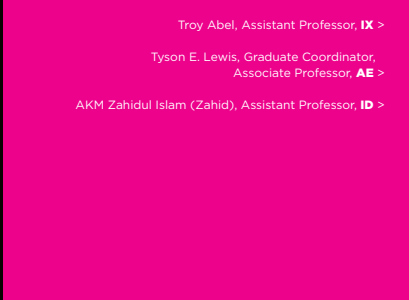 Troy Abel, Assistant Professor, IX >
Tyson E. Lewis, Graduate Coordinator,
Associate Professor, AE >
AKM Zahidul Islam (Zahid), Assistant Professor, ID >